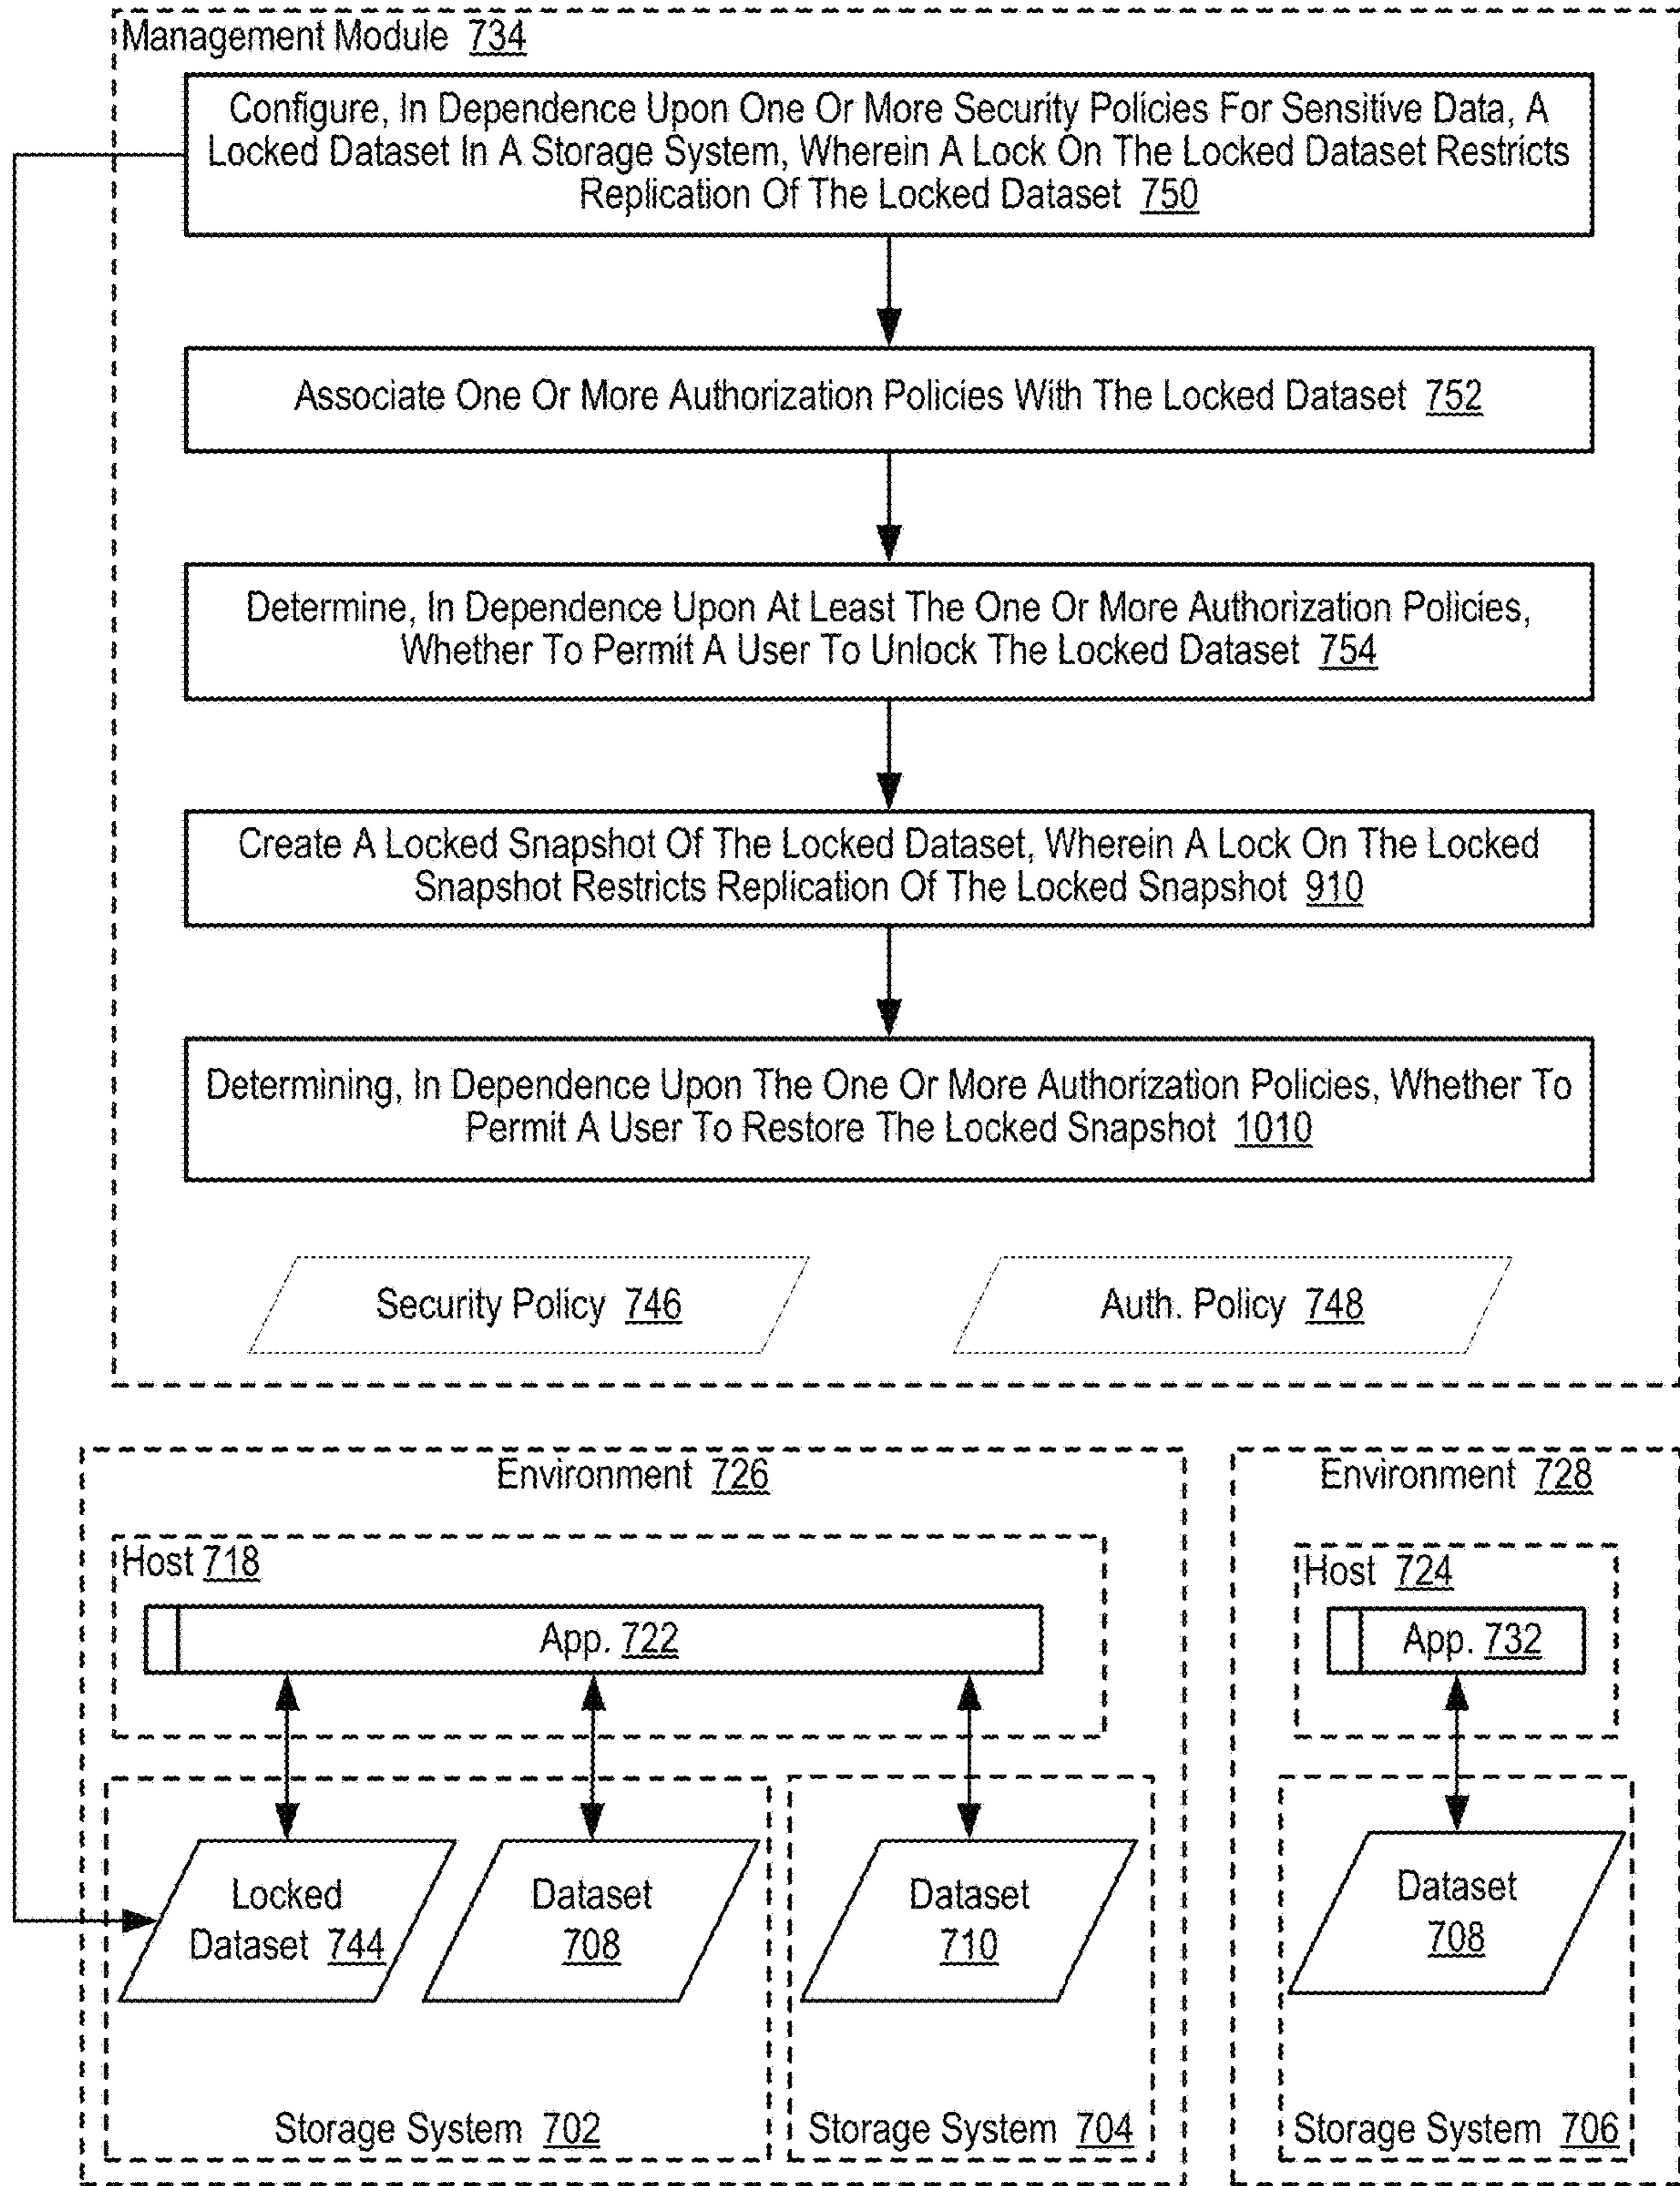 Management Module 734
Configure, In Dependence Upon One Or More Security Policies For Sensitive Data, A
Locked Dataset In A Storage System, Wherein A Lock On The Locked Dataset Restricts
Replication Of The Locked Dataset 750
Associate One Or More Authorization Policies With The Locked Dataset 752
Determine, In Dependence Upon At Least The One Or More Authorization Policies,
Whether To Permit A User To Unlock The Locked Dataset 754
Create A Locked Snapshot Of The Locked Dataset, Wherein A Lock On The Locked
Snapshot Restricts Replication Of The Locked Snapshot 910
Determining, In Dependence Upon The One Or More Authorization Policies, Whether To
Permit A User To Restore The Locked Snapshot 1010
Security Policy 746
Auth. Policy 748
Environment 726
Host 718
App. 722
Locked
Dataset 744
Dataset
708
Dataset
710
Storage System 702
Storage System 704
Environment 728
Host 724
App. 732
Dataset
708
Storage System 706